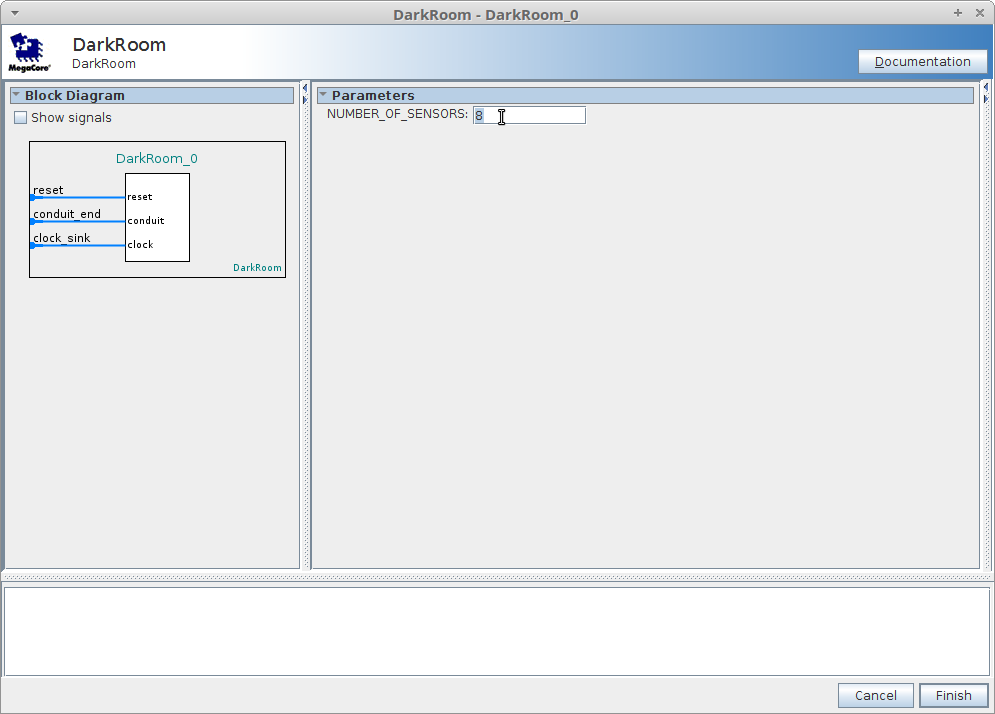 DarkRoom - DarkRoom_0
MegaCore®
DarkRoom
DarkRoom
Documentation
Block Diagram
Show signals
DarkRoom_0
reset
reset
conduit_end
conduit
clock_sink
clock
DarkRoom
Parameters
NUMBER_OF_SENSORS: 8
Cancel
Finish